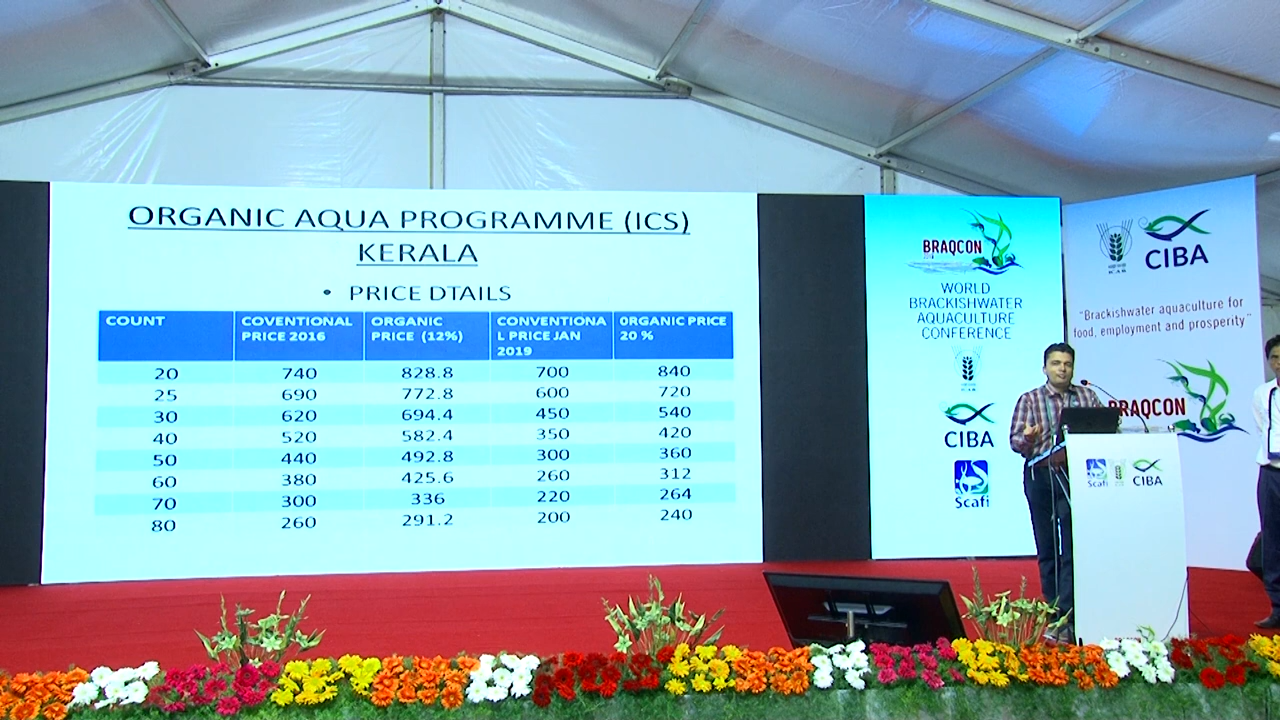 ORGANIC AQUA PROGRAMME (ICS)
KERALA
• PRICE DTAILS
COUNT COVENTIONAL PRICE 2016 ORGANIC PRICE (12%) CONVENTIONA L PRICE JAN 2019 0RGANIC PRICE 20 %
20 740 828.8 700 840
25 690 772.8 600 720
30 620 694.4 450 540
40 520 582.4 350 420
50 440 492.8 300 360
60 380 425.6 260 312
70 300 336 220 264
80 260 291.2 200 240
BRAQCON
WORLD
BRACKISHWATER
AQUACULTURE
CONFERENCE
CIBA
Scafi
ICAR
CIBA
"Brackishwater aquaculture for
food, employment and prosperity"
BRAQCON
Scafi
CIBA